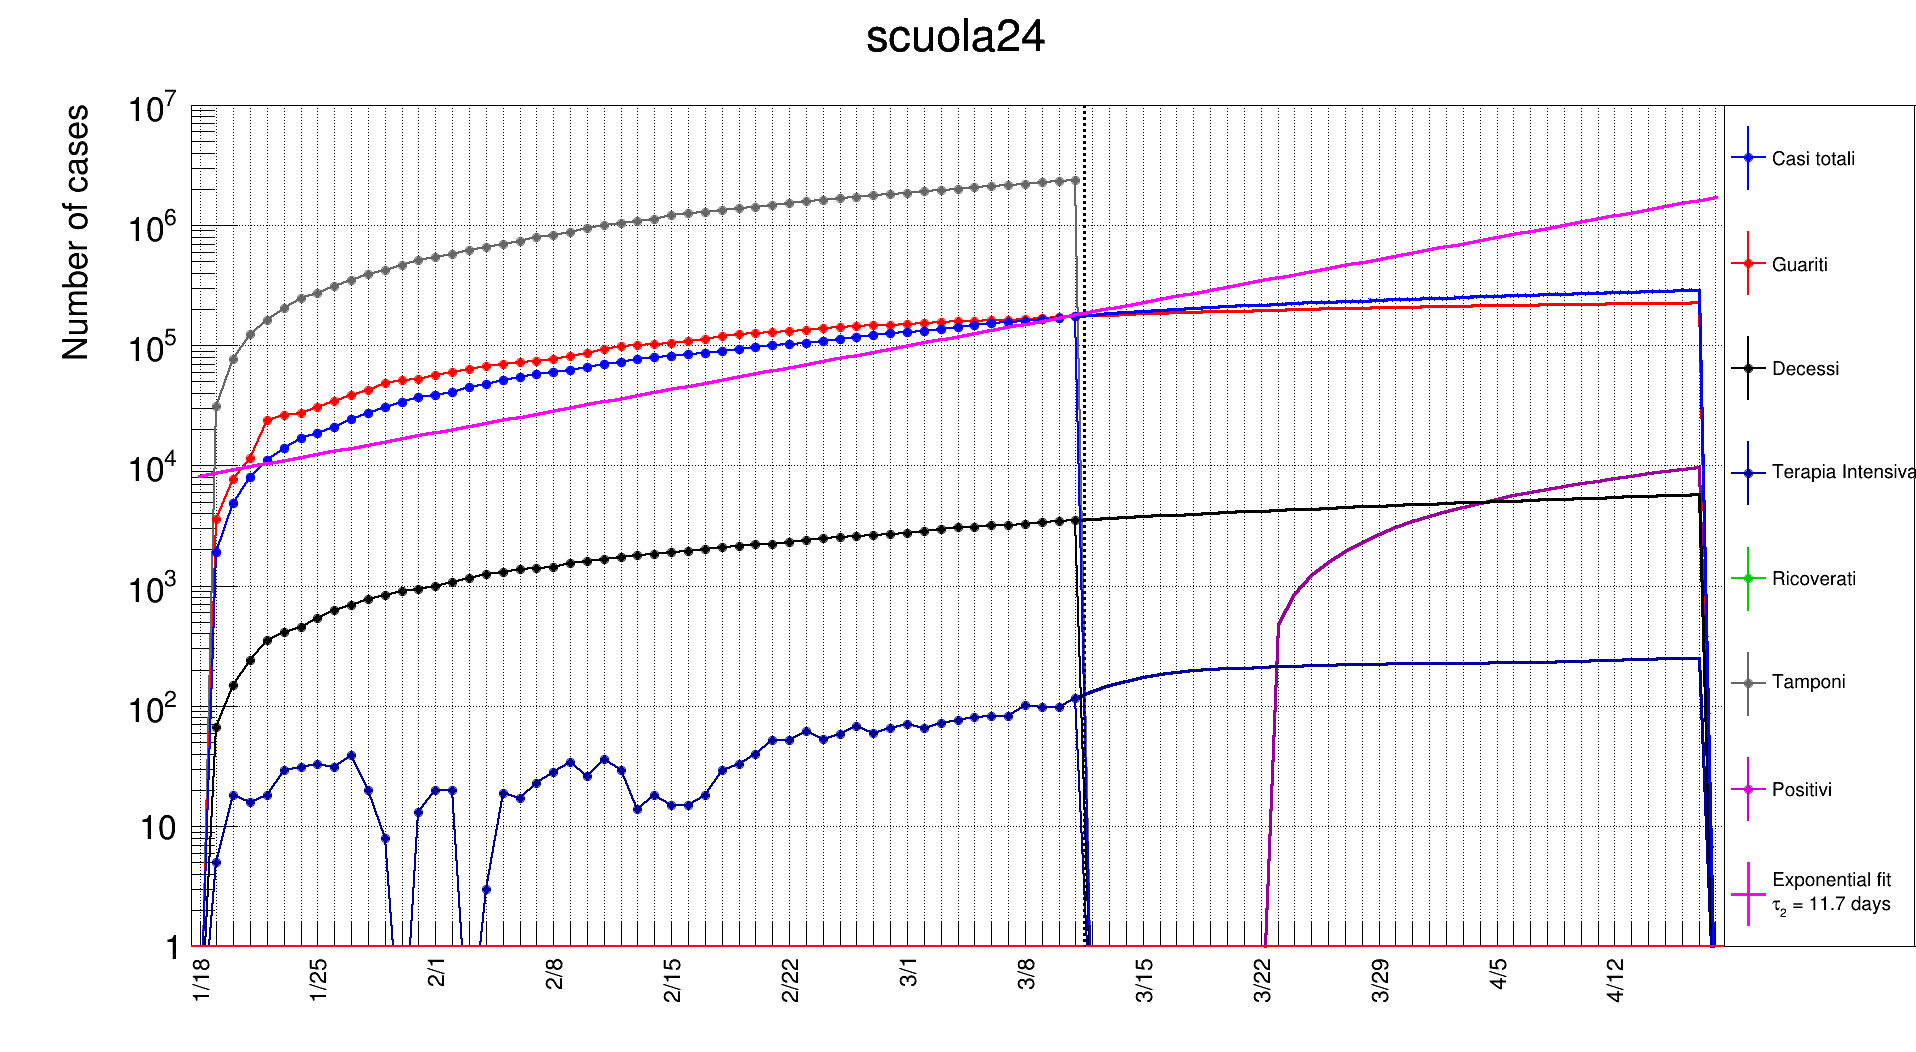 scuola24
Number of cases
10^7
10^6
10^5
10^4
10^3
10^2
10
1
1/18
1/25
2/1
2/8
2/15
2/22
3/1
3/8
3/15
3/22
3/29
4/5
4/12
Casi totali
Guariti
Decessi
Terapia Intensiva
Ricoverati
Tamponi
Positivi
Exponential fit
τ₂ = 11.7 days